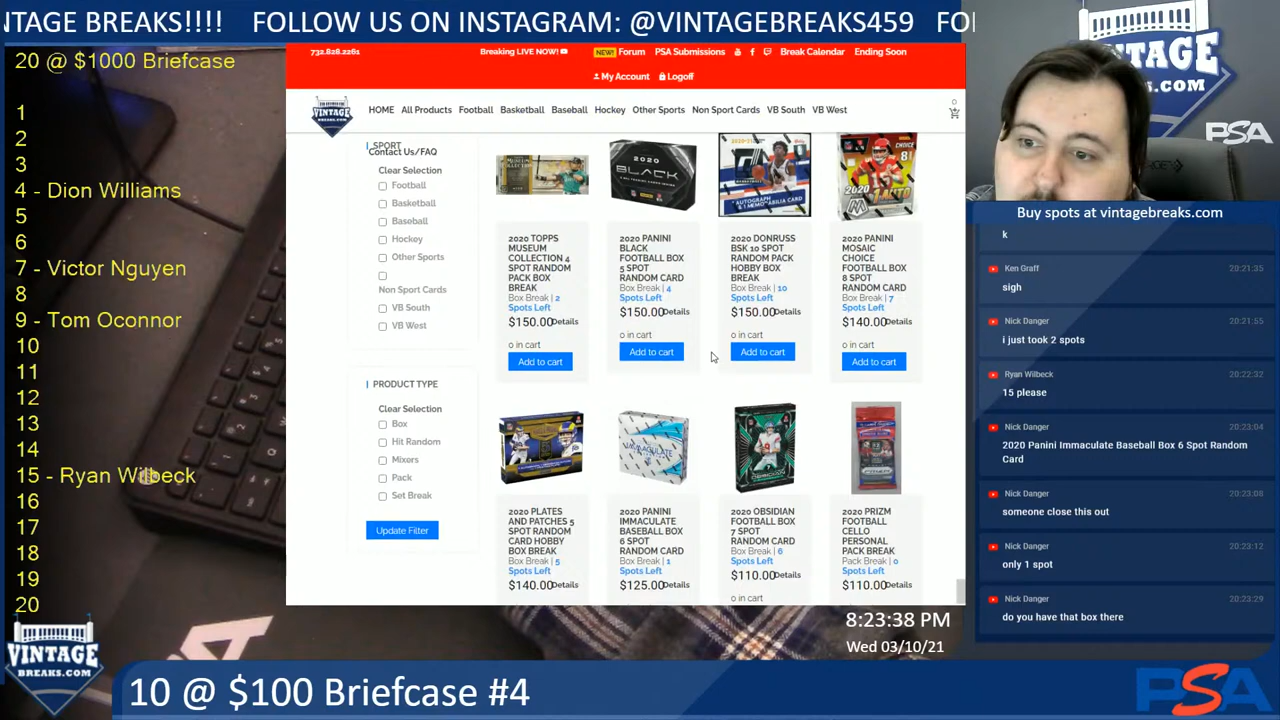 NTAGE BREAKS!!!! FOLLOW US ON INSTAGRAM: @VINTAGEBREAKS459 FO
20 @ $1000 Briefcase
1
2
3
4 - Dion Williams
5
6
7 - Victor Nguyen
8
9 - Tom Oconnor
10
11
12
13
14
15 - Ryan Wilbeck
16
17
18
19
20
VINTAGE
BREAKS.COM
732.828.2261
Breaking LIVE NOW!
NEW! Forum
PSA Submissions
Break Calendar
Ending Soon
My Account
Logoff
VINTAGE
HOME All Products Football Basketball Baseball Hockey Other Sports Non Sport Cards VB South VB West
0
SPORT
Contact Us/FAQ
Clear Selection
Football
Basketball
Baseball
Hockey
Other Sports
Non Sport Cards
VB South
VB West
PRODUCT TYPE
Clear Selection
Box
Hit Random
Mixers
Pack
Set Break
Update Filter
2020 TOPPS
MUSEUM
COLLECTION 4
SPOT RANDOM
PACK BOX
BREAK
Box Break | 2
Spots Left
$150.00 Details
0 in cart
Add to cart
2020
BLACK
2020 PANINI
BLACK
FOOTBALL BOX
5 SPOT
RANDOM CARD
Box Break | 4
Spots Left
$150.00 Details
0 in cart
Add to cart
2020 DONRUSS
BSK 10 SPOT
RANDOM PACK
HOBBY BOX
BREAK
Box Break | 10
Spots Left
$150.00 Details
0 in cart
Add to cart
2020 PANINI
MOSAIC
CHOICE
FOOTBALL BOX
8 SPOT
RANDOM CARD
Box Break | 7
Spots Left
$140.00 Details
0 in cart
Add to cart
2020 PLATES
AND PATCHES 5
SPOT RANDOM
CARD HOBBY
BOX BREAK
Box Break | 5
Spots Left
$140.00 Details
2020 PANINI
IMMACULATE
BASEBALL BOX
6 SPOT
RANDOM CARD
Box Break | 1
Spots Left
$125.00 Details
2020 OBSIDIAN
FOOTBALL BOX
7 SPOT
RANDOM CARD
Box Break | 6
Spots Left
$110.00 Details
0 in cart
2020 PRIZM
FOOTBALL
CELLO
PERSONAL
PACK BREAK
Pack Break | 0
Spots Left
$110.00 Details
PSA
Buy spots at vintagebreaks.com
k
Ken Graff 20:21:35
sigh
Nick Danger 20:21:55
i just took 2 spots
Ryan Wilbeck 20:22:32
15 please
Nick Danger 20:23:04
2020 Panini Immaculate Baseball Box 6 Spot Random
Card
Nick Danger 20:23:08
someone close this out
Nick Danger 20:23:12
only 1 spot
Nick Danger 20:23:29
do you have that box there
8:23:38 PM
Wed 03/10/21
10 @ $100 Briefcase #4
PSA